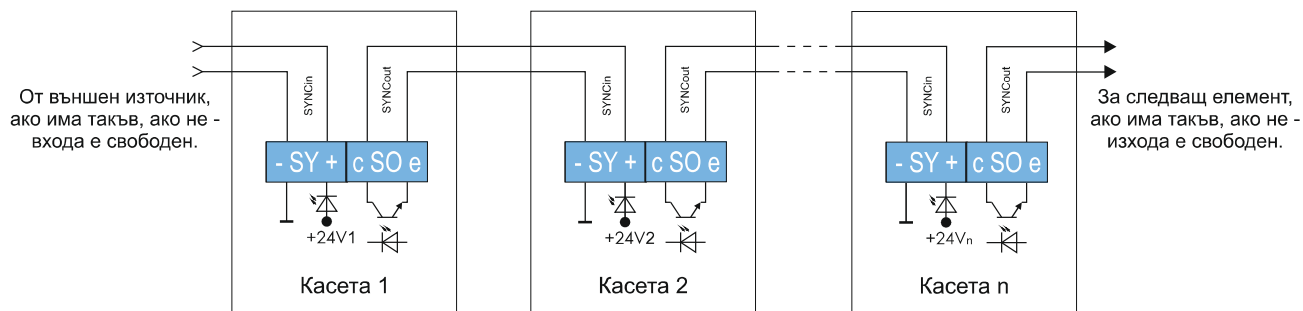 От външен източник,
ако има такъв, ако не -
входа е свободен.
SYNCin
SYNCout
- SY +
c SO e
+24V1
Касета 1
SYNCin
SYNCout
- SY +
c SO e
+24V2
Касета 2
SYNCin
SYNCout
- SY +
c SO e
+24Vn
Касета n
За следващ елемент,
ако има такъв, ако не -
изхода е свободен.